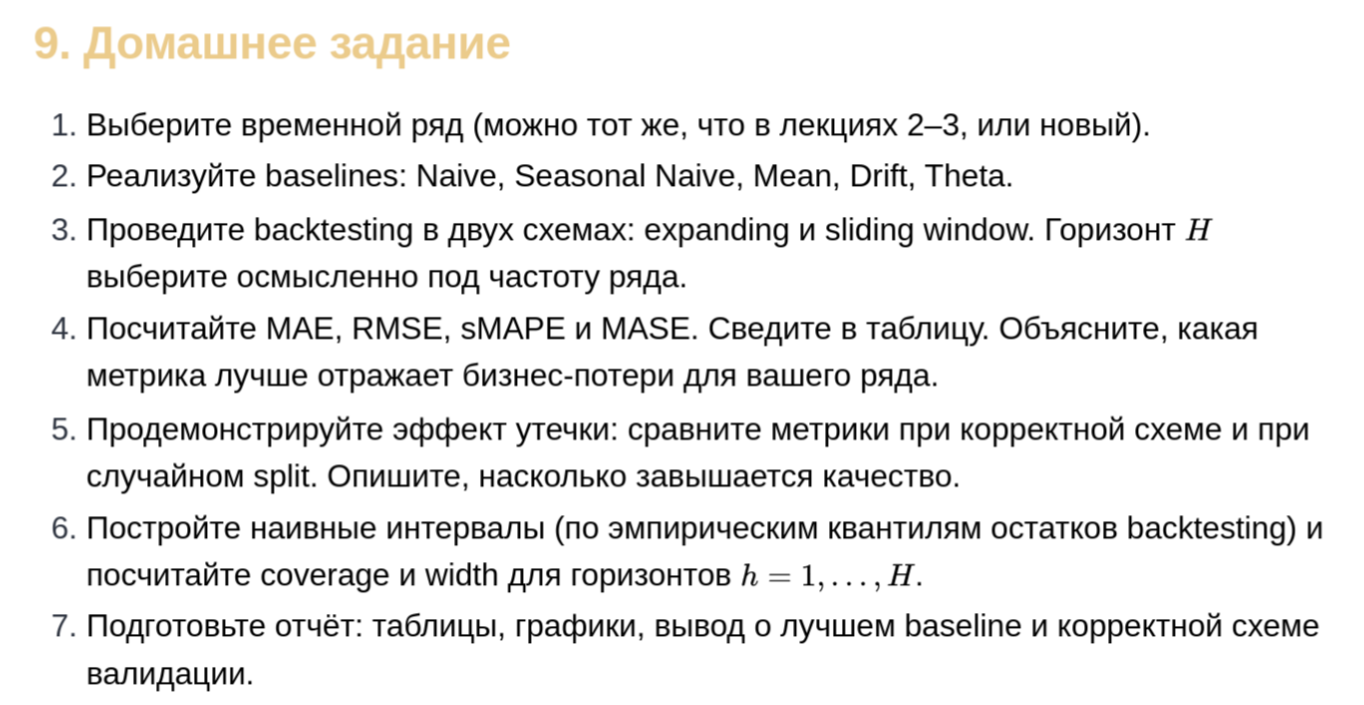 9. Домашнее задание
1. Выберите временной ряд (можно тот же, что в лекциях 2–3, или новый).
2. Реализуйте baselines: Naive, Seasonal Naive, Mean, Drift, Theta.
3. Проведите backtesting в двух схемах: expanding и sliding window. Горизонт H
выберите осмысленно под частоту ряда.
4. Посчитайте MAE, RMSE, sMAPE и MASE. Сведите в таблицу. Объясните, какая
метрика лучше отражает бизнес-потери для вашего ряда.
5. Продемонстрируйте эффект утечки: сравните метрики при корректной схеме и при
случайном split. Опишите, насколько завышается качество.
6. Постройте наивные интервалы (по эмпирическим квантилям остатков backtesting) и
посчитайте coverage и width для горизонтов h = 1, . . . , H.
7. Подготовьте отчёт: таблицы, графики, вывод о лучшем baseline и корректной схеме
валидации.